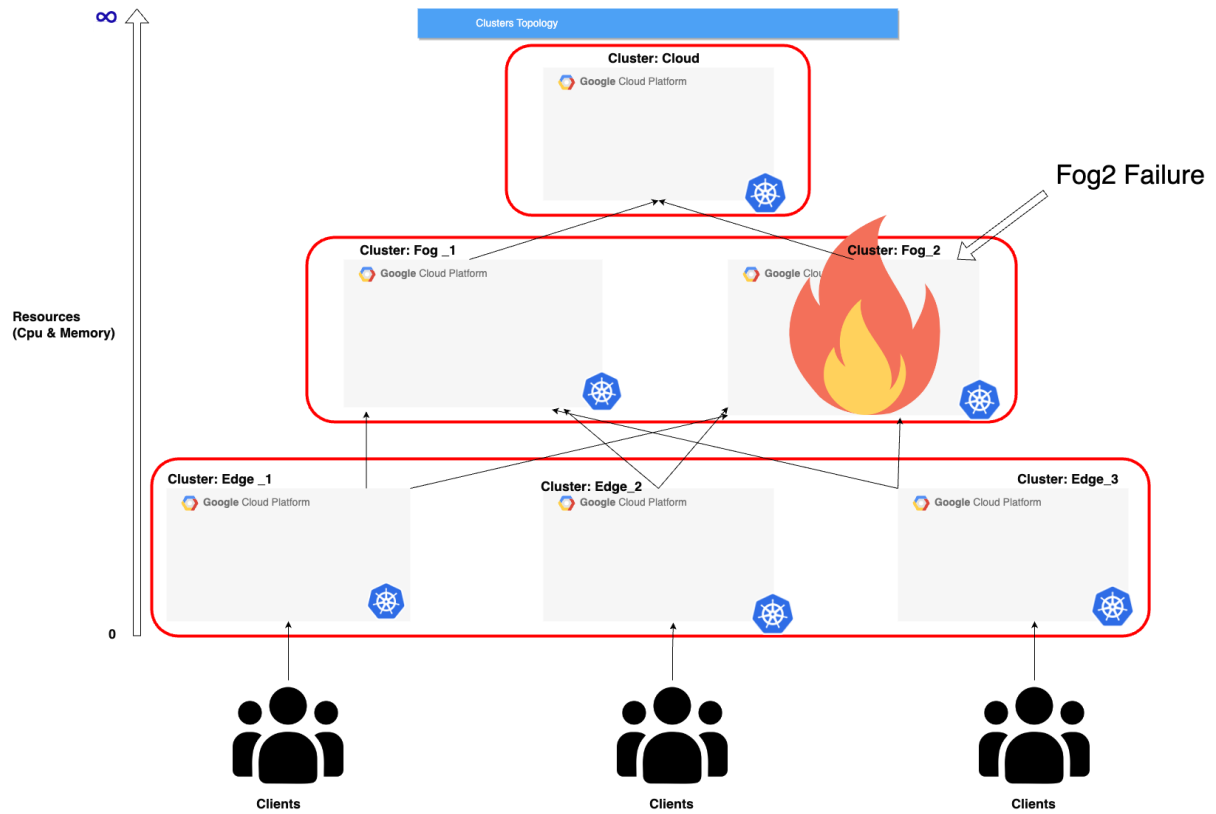 ∞
Clusters Topology
Cluster: Cloud
Google Cloud Platform
Fog2 Failure
Cluster: Fog _1
Cluster: Fog_2
Google Cloud Platform
Google Clou
Resources
(Cpu & Memory)
Cluster: Edge _1
Cluster: Edge_2
Cluster: Edge_3
Google Cloud Platform
Google Cloud Platform
Google Cloud Platform
0
Clients
Clients
Clients